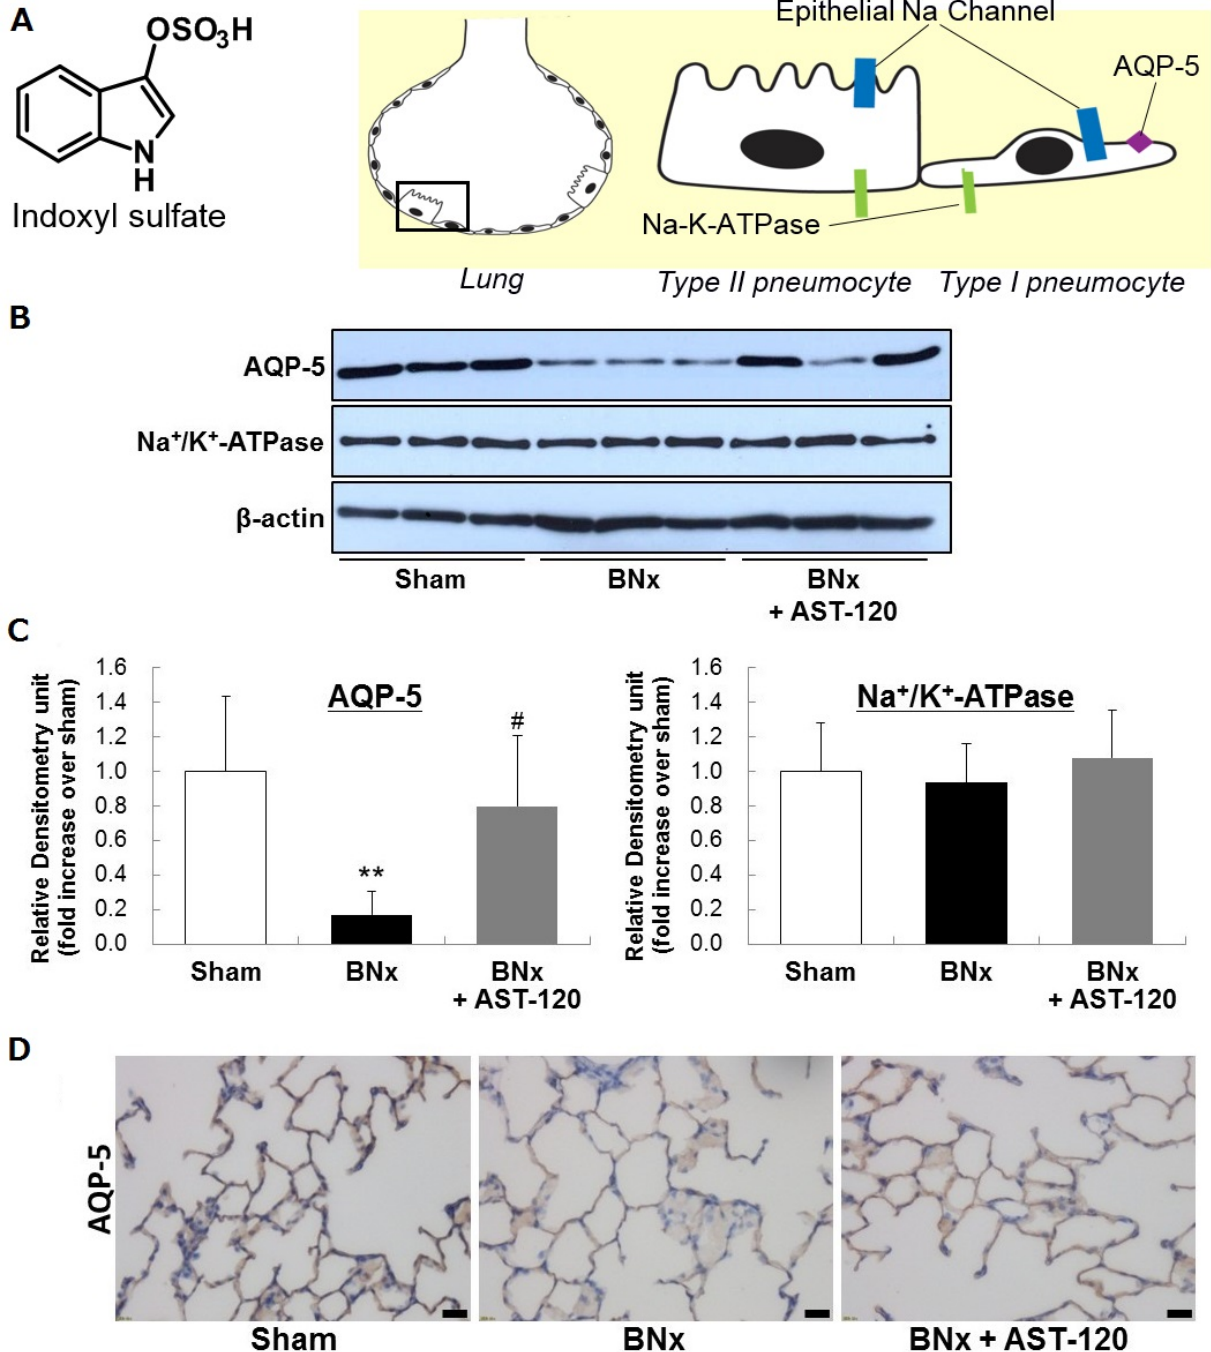 A
OSO₃H
N
H
Indoxyl sulfate
Epithelial Na Channel
AQP-5
Na-K-ATPase
Lung
Type II pneumocyte
Type I pneumocyte
B
AQP-5
Na⁺/K⁺-ATPase
β-actin
Sham
BNx
BNx
+ AST-120
C
Relative Densitometry unit
(fold increase over sham)
1.6
1.4
1.2
1.0
0.8
0.6
0.4
0.2
0.0
AQP-5
**
#
Sham
BNx
BNx
+ AST-120
Relative Densitometry unit
(fold increase over sham)
1.6
1.4
1.2
1.0
0.8
0.6
0.4
0.2
0.0
Na⁺/K⁺-ATPase
Sham
BNx
BNx
+ AST-120
D
AQP-5
Sham
BNx
BNx + AST-120